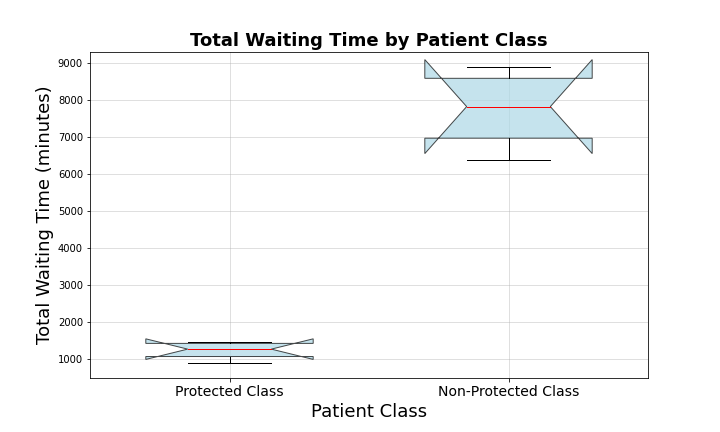 Total Waiting Time by Patient Class
Total Waiting Time (minutes)
9000
8000
7000
6000
5000
4000
3000
2000
1000
Protected Class
Non-Protected Class
Patient Class